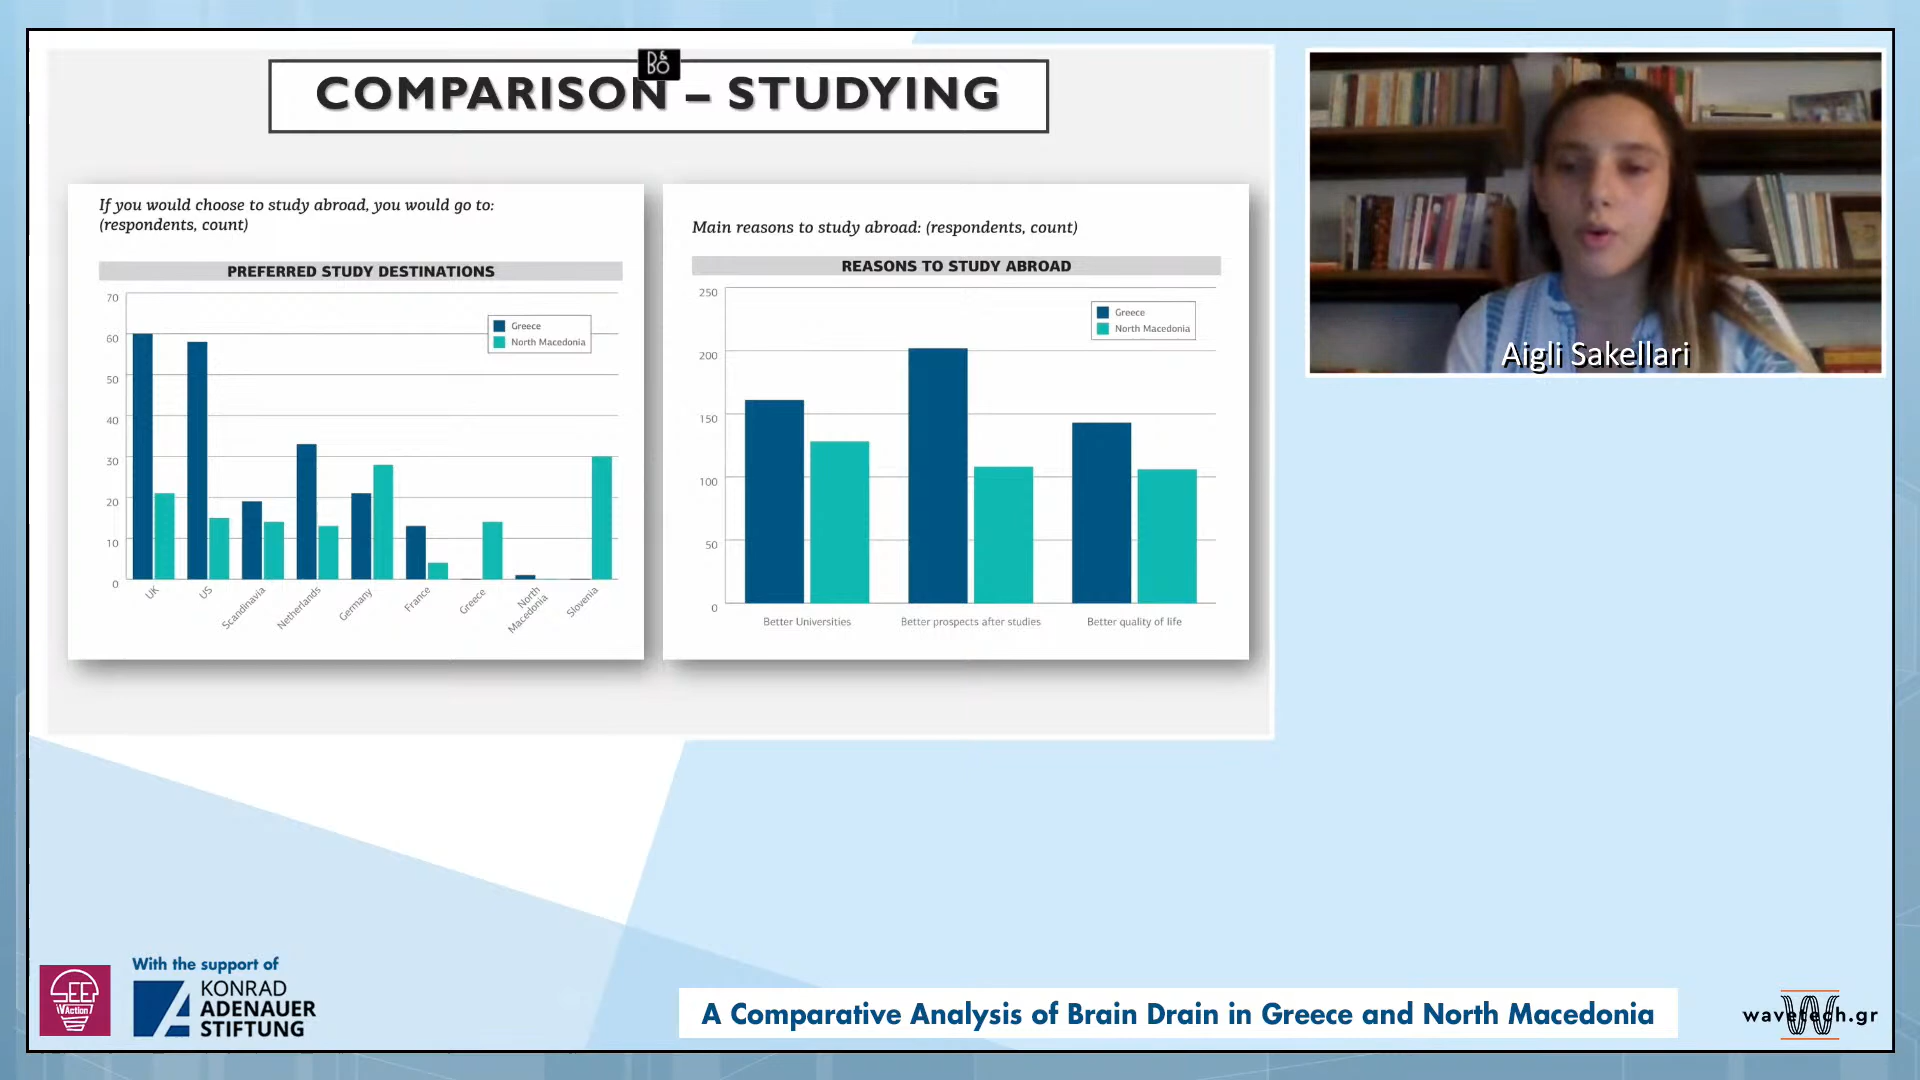 B&O
COMPARISON – STUDYING
If you would choose to study abroad, you would go to:
(respondents, count)
PREFERRED STUDY DESTINATIONS
70
60
50
40
30
20
10
0
Greece
North Macedonia
UK
US
Scandinavia
Netherlands
Germany
France
Greece
North
Macedonia
Slovenia
Main reasons to study abroad: (respondents, count)
REASONS TO STUDY ABROAD
250
200
150
100
50
0
Greece
North Macedonia
Better Universities
Better prospects after studies
Better quality of life
Aigli Sakellari
SEE
VAction
With the support of
KONRAD
ADENAUER
STIFTUNG
A Comparative Analysis of Brain Drain in Greece and North Macedonia
wavetech.gr